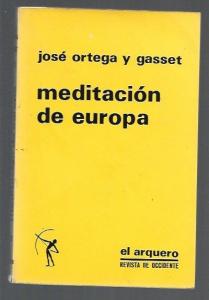 josé ortega y gasset
meditación
de europa
el arquero
REVISTA DE OCCIDENTE